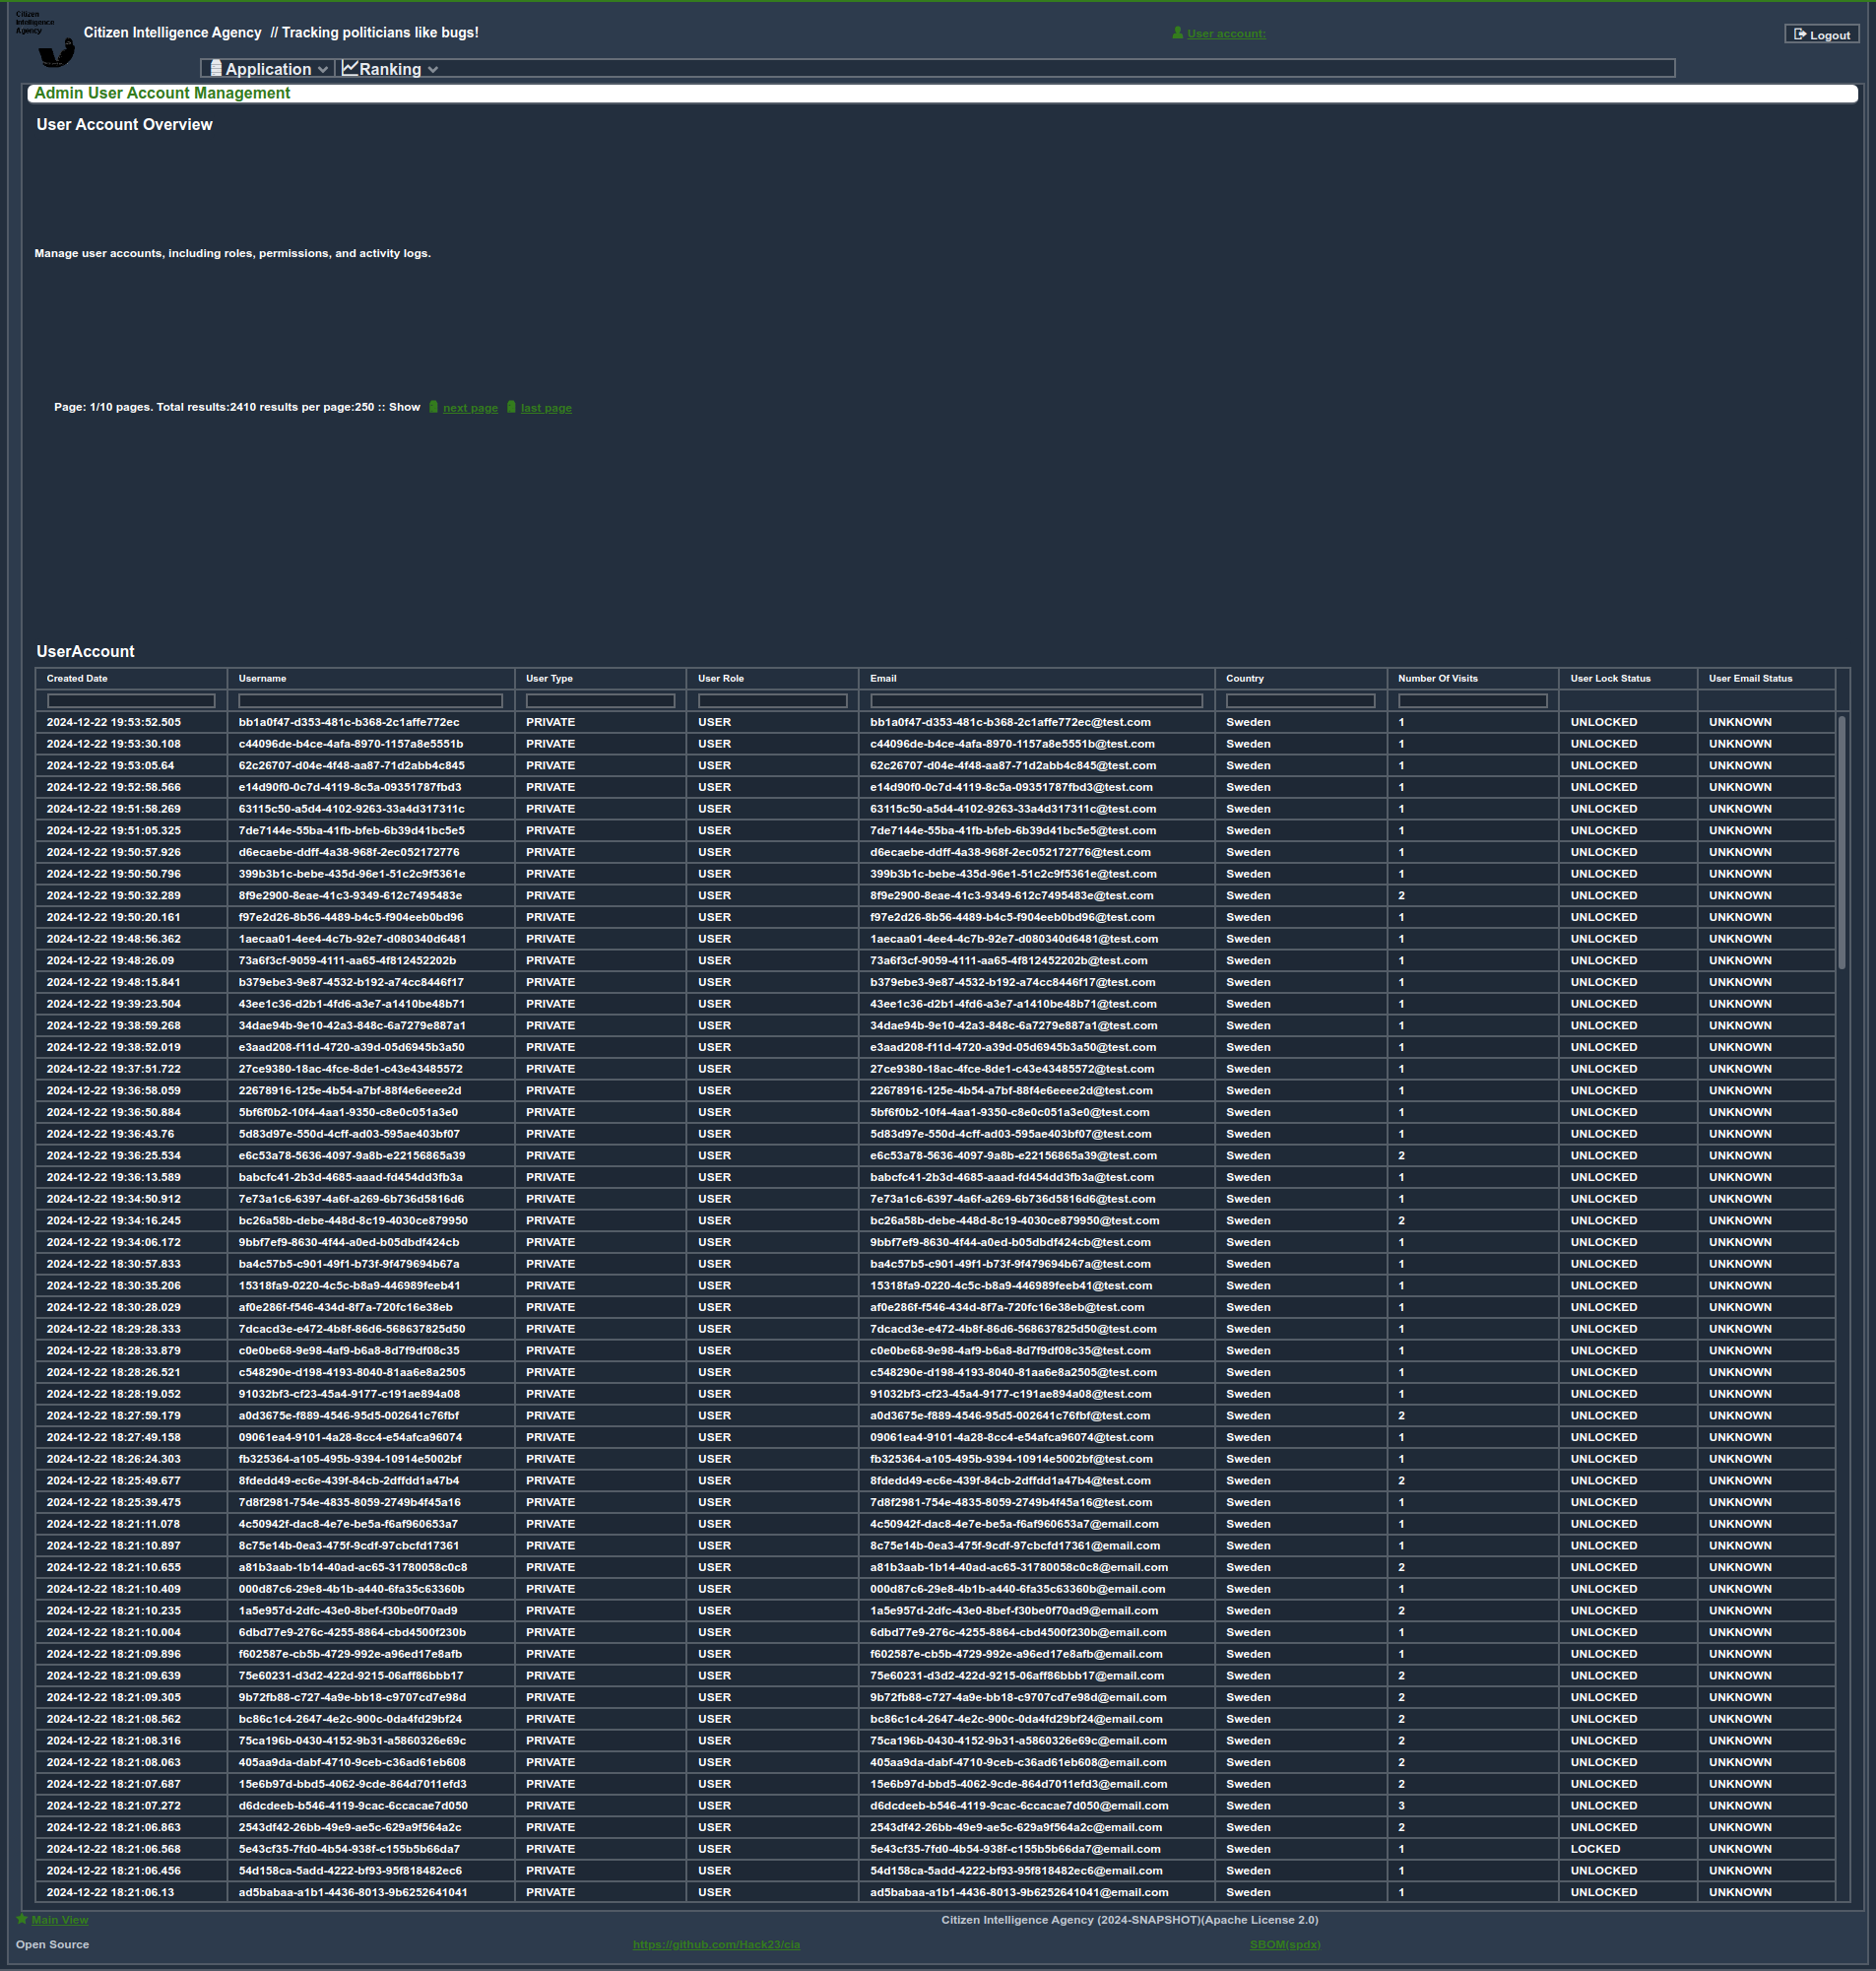 Citizen
Intelligence
Agency
Citizen Intelligence Agency // Tracking politicians like bugs!
User account:
Logout
Application Ranking
Admin User Account Management
User Account Overview
Manage user accounts, including roles, permissions, and activity logs.
Page: 1/10 pages. Total results:2410 results per page:250 :: Show next page last page
UserAccount
Created Date Username User Type User Role Email Country Number Of Visits User Lock Status User Email Status
2024-12-22 19:53:52.505 bb1a0f47-d353-481c-b368-2c1affe772ec PRIVATE USER bb1a0f47-d353-481c-b368-2c1affe772ec@test.com Sweden 1 UNLOCKED UNKNOWN
2024-12-22 19:53:30.108 c44096de-b4ce-4afa-8970-1157a8e5551b PRIVATE USER c44096de-b4ce-4afa-8970-1157a8e5551b@test.com Sweden 1 UNLOCKED UNKNOWN
2024-12-22 19:53:05.64 62c26707-d04e-4f48-aa87-71d2abb4c845 PRIVATE USER 62c26707-d04e-4f48-aa87-71d2abb4c845@test.com Sweden 1 UNLOCKED UNKNOWN
2024-12-22 19:52:58.566 e14d90f0-0c7d-4119-8c5a-09351787fbd3 PRIVATE USER e14d90f0-0c7d-4119-8c5a-09351787fbd3@test.com Sweden 1 UNLOCKED UNKNOWN
2024-12-22 19:51:58.269 63115c50-a5d4-4102-9263-33a4d317311c PRIVATE USER 63115c50-a5d4-4102-9263-33a4d317311c@test.com Sweden 1 UNLOCKED UNKNOWN
2024-12-22 19:51:05.325 7de7144e-55ba-41fb-bfeb-6b39d41bc5e5 PRIVATE USER 7de7144e-55ba-41fb-bfeb-6b39d41bc5e5@test.com Sweden 1 UNLOCKED UNKNOWN
2024-12-22 19:50:57.926 d6ecaebe-ddff-4a38-968f-2ec052172776 PRIVATE USER d6ecaebe-ddff-4a38-968f-2ec052172776@test.com Sweden 1 UNLOCKED UNKNOWN
2024-12-22 19:50:50.796 399b3b1c-bebe-435d-96e1-51c2c9f5361e PRIVATE USER 399b3b1c-bebe-435d-96e1-51c2c9f5361e@test.com Sweden 1 UNLOCKED UNKNOWN
2024-12-22 19:50:32.289 8f9e2900-8eae-41c3-9349-612c7495483e PRIVATE USER 8f9e2900-8eae-41c3-9349-612c7495483e@test.com Sweden 2 UNLOCKED UNKNOWN
2024-12-22 19:50:20.161 f97e2d26-8b56-4489-b4c5-f904eeb0bd96 PRIVATE USER f97e2d26-8b56-4489-b4c5-f904eeb0bd96@test.com Sweden 1 UNLOCKED UNKNOWN
2024-12-22 19:48:56.362 1aecaa01-4ee4-4c7b-92e7-d080340d6481 PRIVATE USER 1aecaa01-4ee4-4c7b-92e7-d080340d6481@test.com Sweden 1 UNLOCKED UNKNOWN
2024-12-22 19:48:26.09 73a6f3cf-9059-4111-aa65-4f812452202b PRIVATE USER 73a6f3cf-9059-4111-aa65-4f812452202b@test.com Sweden 1 UNLOCKED UNKNOWN
2024-12-22 19:48:15.841 b379ebe3-9e87-4532-b192-a74cc8446f17 PRIVATE USER b379ebe3-9e87-4532-b192-a74cc8446f17@test.com Sweden 1 UNLOCKED UNKNOWN
2024-12-22 19:39:23.504 43ee1c36-d2b1-4fd6-a3e7-a1410be48b71 PRIVATE USER 43ee1c36-d2b1-4fd6-a3e7-a1410be48b71@test.com Sweden 1 UNLOCKED UNKNOWN
2024-12-22 19:38:59.268 34dae94b-9e10-42a3-848c-6a7279e887a1 PRIVATE USER 34dae94b-9e10-42a3-848c-6a7279e887a1@test.com Sweden 1 UNLOCKED UNKNOWN
2024-12-22 19:38:52.019 e3aad208-f11d-4720-a39d-05d6945b3a50 PRIVATE USER e3aad208-f11d-4720-a39d-05d6945b3a50@test.com Sweden 1 UNLOCKED UNKNOWN
2024-12-22 19:37:51.722 27ce9380-18ac-4fce-8de1-c43e43485572 PRIVATE USER 27ce9380-18ac-4fce-8de1-c43e43485572@test.com Sweden 1 UNLOCKED UNKNOWN
2024-12-22 19:36:58.059 22678916-125e-4b54-a7bf-88f4e6eeee2d PRIVATE USER 22678916-125e-4b54-a7bf-88f4e6eeee2d@test.com Sweden 1 UNLOCKED UNKNOWN
2024-12-22 19:36:50.884 5bf6f0b2-10f4-4aa1-9350-c8e0c051a3e0 PRIVATE USER 5bf6f0b2-10f4-4aa1-9350-c8e0c051a3e0@test.com Sweden 1 UNLOCKED UNKNOWN
2024-12-22 19:36:43.76 5d83d97e-550d-4cff-ad03-595ae403bf07 PRIVATE USER 5d83d97e-550d-4cff-ad03-595ae403bf07@test.com Sweden 1 UNLOCKED UNKNOWN
2024-12-22 19:36:25.534 e6c53a78-5636-4097-9a8b-e22156865a39 PRIVATE USER e6c53a78-5636-4097-9a8b-e22156865a39@test.com Sweden 2 UNLOCKED UNKNOWN
2024-12-22 19:36:13.589 babcfc41-2b3d-4685-aaad-fd454dd3fb3a PRIVATE USER babcfc41-2b3d-4685-aaad-fd454dd3fb3a@test.com Sweden 1 UNLOCKED UNKNOWN
2024-12-22 19:34:50.912 7e73a1c6-6397-4a6f-a269-6b736d5816d6 PRIVATE USER 7e73a1c6-6397-4a6f-a269-6b736d5816d6@test.com Sweden 1 UNLOCKED UNKNOWN
2024-12-22 19:34:16.245 bc26a58b-debe-448d-8c19-4030ce879950 PRIVATE USER bc26a58b-debe-448d-8c19-4030ce879950@test.com Sweden 2 UNLOCKED UNKNOWN
2024-12-22 19:34:06.172 9bbf7ef9-8630-4f44-a0ed-b05dbdf424cb PRIVATE USER 9bbf7ef9-8630-4f44-a0ed-b05dbdf424cb@test.com Sweden 1 UNLOCKED UNKNOWN
2024-12-22 18:30:57.833 ba4c57b5-c901-49f1-b73f-9f479694b67a PRIVATE USER ba4c57b5-c901-49f1-b73f-9f479694b67a@test.com Sweden 1 UNLOCKED UNKNOWN
2024-12-22 18:30:35.206 15318fa9-0220-4c5c-b8a9-446989feeb41 PRIVATE USER 15318fa9-0220-4c5c-b8a9-446989feeb41@test.com Sweden 1 UNLOCKED UNKNOWN
2024-12-22 18:30:28.029 af0e286f-f546-434d-8f7a-720fc16e38eb PRIVATE USER af0e286f-f546-434d-8f7a-720fc16e38eb@test.com Sweden 1 UNLOCKED UNKNOWN
2024-12-22 18:29:28.333 7dcacd3e-e472-4b8f-86d6-568637825d50 PRIVATE USER 7dcacd3e-e472-4b8f-86d6-568637825d50@test.com Sweden 1 UNLOCKED UNKNOWN
2024-12-22 18:28:33.879 c0e0be68-9e98-4af9-b6a8-8d7f9df08c35 PRIVATE USER c0e0be68-9e98-4af9-b6a8-8d7f9df08c35@test.com Sweden 1 UNLOCKED UNKNOWN
2024-12-22 18:28:26.521 c548290e-d198-4193-8040-81aa6e8a2505 PRIVATE USER c548290e-d198-4193-8040-81aa6e8a2505@test.com Sweden 1 UNLOCKED UNKNOWN
2024-12-22 18:28:19.052 91032bf3-cf23-45a4-9177-c191ae894a08 PRIVATE USER 91032bf3-cf23-45a4-9177-c191ae894a08@test.com Sweden 1 UNLOCKED UNKNOWN
2024-12-22 18:27:59.179 a0d3675e-f889-4546-95d5-002641c76fbf PRIVATE USER a0d3675e-f889-4546-95d5-002641c76fbf@test.com Sweden 2 UNLOCKED UNKNOWN
2024-12-22 18:27:49.158 09061ea4-9101-4a28-8cc4-e54afca96074 PRIVATE USER 09061ea4-9101-4a28-8cc4-e54afca96074@test.com Sweden 1 UNLOCKED UNKNOWN
2024-12-22 18:26:24.303 fb325364-a105-495b-9394-10914e5002bf PRIVATE USER fb325364-a105-495b-9394-10914e5002bf@test.com Sweden 1 UNLOCKED UNKNOWN
2024-12-22 18:25:49.677 8fdedd49-ec6e-439f-84cb-2dffdd1a47b4 PRIVATE USER 8fdedd49-ec6e-439f-84cb-2dffdd1a47b4@test.com Sweden 2 UNLOCKED UNKNOWN
2024-12-22 18:25:39.475 7d8f2981-754e-4835-8059-2749b4f45a16 PRIVATE USER 7d8f2981-754e-4835-8059-2749b4f45a16@test.com Sweden 1 UNLOCKED UNKNOWN
2024-12-22 18:21:11.078 4c50942f-dac8-4e7e-be5a-f6af960653a7 PRIVATE USER 4c50942f-dac8-4e7e-be5a-f6af960653a7@email.com Sweden 1 UNLOCKED UNKNOWN
2024-12-22 18:21:10.897 8c75e14b-0ea3-475f-9cdf-97cbcfd17361 PRIVATE USER 8c75e14b-0ea3-475f-9cdf-97cbcfd17361@email.com Sweden 1 UNLOCKED UNKNOWN
2024-12-22 18:21:10.655 a81b3aab-1b14-40ad-ac65-31780058c0c8 PRIVATE USER a81b3aab-1b14-40ad-ac65-31780058c0c8@email.com Sweden 2 UNLOCKED UNKNOWN
2024-12-22 18:21:10.409 000d87c6-29e8-4b1b-a440-6fa35c63360b PRIVATE USER 000d87c6-29e8-4b1b-a440-6fa35c63360b@email.com Sweden 1 UNLOCKED UNKNOWN
2024-12-22 18:21:10.235 1a5e957d-2dfc-43e0-8bef-f30be0f70ad9 PRIVATE USER 1a5e957d-2dfc-43e0-8bef-f30be0f70ad9@email.com Sweden 2 UNLOCKED UNKNOWN
2024-12-22 18:21:10.004 6dbd77e9-276c-4255-8864-cbd4500f230b PRIVATE USER 6dbd77e9-276c-4255-8864-cbd4500f230b@email.com Sweden 1 UNLOCKED UNKNOWN
2024-12-22 18:21:09.896 f602587e-cb5b-4729-992e-a96ed17e8afb PRIVATE USER f602587e-cb5b-4729-992e-a96ed17e8afb@email.com Sweden 1 UNLOCKED UNKNOWN
2024-12-22 18:21:09.639 75e60231-d3d2-422d-9215-06aff86bbb17 PRIVATE USER 75e60231-d3d2-422d-9215-06aff86bbb17@email.com Sweden 2 UNLOCKED UNKNOWN
2024-12-22 18:21:09.305 9b72fb88-c727-4a9e-bb18-c9707cd7e98d PRIVATE USER 9b72fb88-c727-4a9e-bb18-c9707cd7e98d@email.com Sweden 2 UNLOCKED UNKNOWN
2024-12-22 18:21:08.562 bc86c1c4-2647-4e2c-900c-0da4fd29bf24 PRIVATE USER bc86c1c4-2647-4e2c-900c-0da4fd29bf24@email.com Sweden 2 UNLOCKED UNKNOWN
2024-12-22 18:21:08.316 75ca196b-0430-4152-9b31-a5860326e69c PRIVATE USER 75ca196b-0430-4152-9b31-a5860326e69c@email.com Sweden 2 UNLOCKED UNKNOWN
2024-12-22 18:21:08.063 405aa9da-dabf-4710-9ceb-c36ad61eb608 PRIVATE USER 405aa9da-dabf-4710-9ceb-c36ad61eb608@email.com Sweden 2 UNLOCKED UNKNOWN
2024-12-22 18:21:07.687 15e6b97d-bbd5-4062-9cde-864d7011efd3 PRIVATE USER 15e6b97d-bbd5-4062-9cde-864d7011efd3@email.com Sweden 2 UNLOCKED UNKNOWN
2024-12-22 18:21:07.272 d6dcdeeb-b546-4119-9cac-6ccacae7d050 PRIVATE USER d6dcdeeb-b546-4119-9cac-6ccacae7d050@email.com Sweden 3 UNLOCKED UNKNOWN
2024-12-22 18:21:06.863 2543df42-26bb-49e9-ae5c-629a9f564a2c PRIVATE USER 2543df42-26bb-49e9-ae5c-629a9f564a2c@email.com Sweden 2 UNLOCKED UNKNOWN
2024-12-22 18:21:06.568 5e43cf35-7fd0-4b54-938f-c155b5b66da7 PRIVATE USER 5e43cf35-7fd0-4b54-938f-c155b5b66da7@email.com Sweden 1 LOCKED UNKNOWN
2024-12-22 18:21:06.456 54d158ca-5add-4222-bf93-95f818482ec6 PRIVATE USER 54d158ca-5add-4222-bf93-95f818482ec6@email.com Sweden 1 UNLOCKED UNKNOWN
2024-12-22 18:21:06.13 ad5babaa-a1b1-4436-8013-9b6252641041 PRIVATE USER ad5babaa-a1b1-4436-8013-9b6252641041@email.com Sweden 1 UNLOCKED UNKNOWN
Main View Citizen Intelligence Agency (2024-SNAPSHOT)(Apache License 2.0)
Open Source https://github.com/Hack23/cia SBOM(spdx)